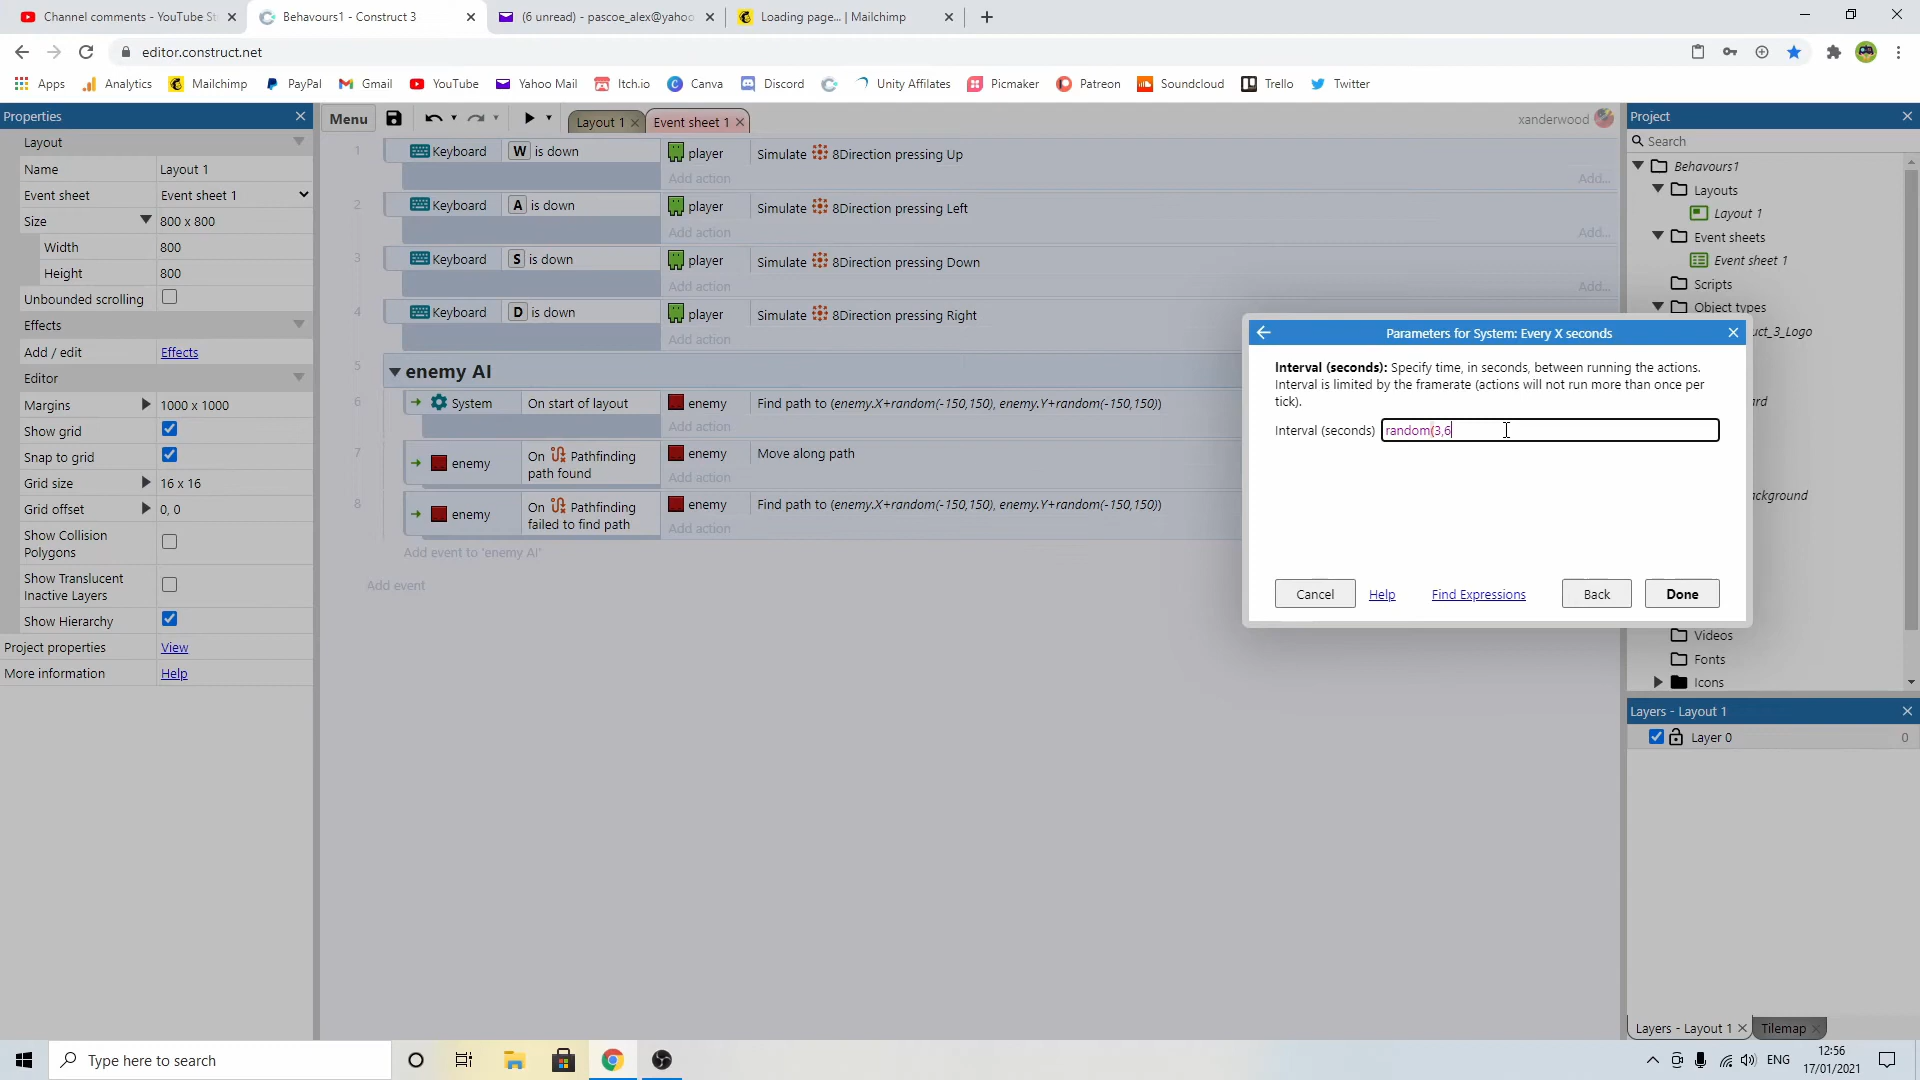 Channel comments - YouTube St
Behavours1 - Construct 3
(6 unread) - pascoe_alex@yahoo
Loading page... | Mailchimp
editor.construct.net
Apps
Analytics
Mailchimp
PayPal
Gmail
YouTube
Yahoo Mail
Itch.io
Canva
Discord
Unity Affilates
Picmaker
Patreon
Soundcloud
Trello
Twitter
Properties
Layout
Name Layout 1
Event sheet Event sheet 1
Size 800 x 800
Width 800
Height 800
Unbounded scrolling
Effects
Add / edit Effects
Editor
Margins 1000 x 1000
Show grid
Snap to grid
Grid size 16 x 16
Grid offset 0, 0
Show Collision
Polygons
Show Translucent
Inactive Layers
Show Hierarchy
Project properties View
More information Help
Menu
Layout 1
Event sheet 1
xanderwood
1 Keyboard W is down player Simulate 8Direction pressing Up
Add action Add...
2 Keyboard A is down player Simulate 8Direction pressing Left
Add action Add...
3 Keyboard S is down player Simulate 8Direction pressing Down
Add action Add...
4 Keyboard D is down player Simulate 8Direction pressing Right
Add action
5 enemy AI
6 System On start of layout enemy Find path to (enemy.X+random(-150,150), enemy.Y+random(-150,150))
Add action
7 enemy On Pathfinding path found enemy Move along path
Add action
8 enemy On Pathfinding failed to find path enemy Find path to (enemy.X+random(-150,150), enemy.Y+random(-150,150))
Add action
Add event to 'enemy AI'
Add event
Parameters for System: Every X seconds
Interval (seconds): Specify time, in seconds, between running the actions.
Interval is limited by the framerate (actions will not run more than once per
tick).
Interval (seconds) random(3,6
Cancel
Help
Find Expressions
Back
Done
Project
Search
Behavours1
Layouts
Layout 1
Event sheets
Event sheet 1
Scripts
Object types
uct_3_Logo
ard
ackground
Videos
Fonts
Icons
Layers - Layout 1
Layer 0 0
Layers - Layout 1
Tilemap
Type here to search
ENG
12:56
17/01/2021